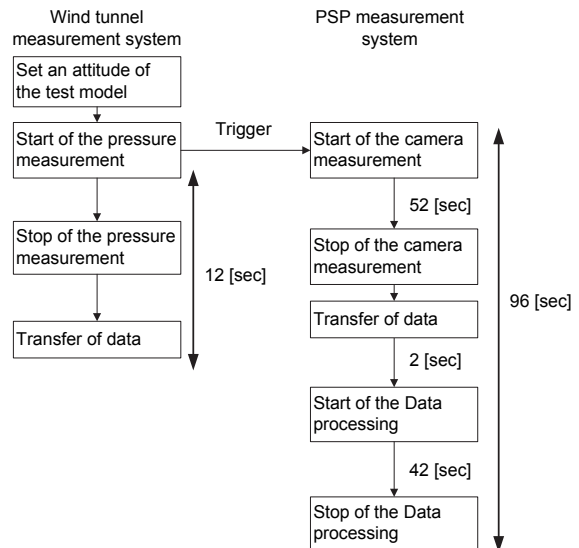 Wind tunnel
measurement system
PSP measurement
system
Set an attitude of
the test model
Start of the pressure
measurement
Trigger
Start of the camera
measurement
52 [sec]
Stop of the pressure
measurement
Stop of the camera
measurement
12 [sec]
96 [sec]
Transfer of data
Transfer of data
2 [sec]
Start of the Data
processing
42 [sec]
Stop of the Data
processing